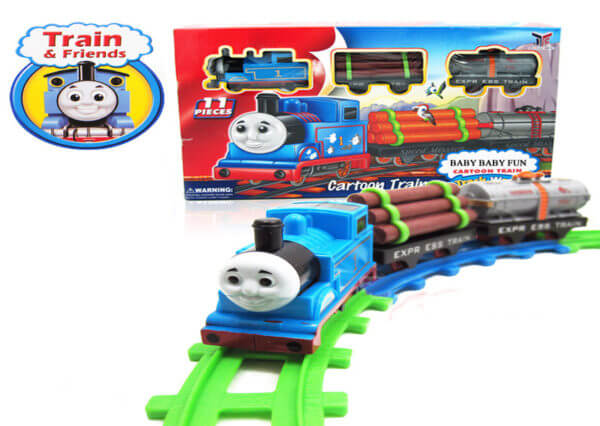 Train
& Friends
11
PIECES
1
BABY BABY FUN
CARTOON TRAIN
Cartoon Train
WARNING:
EXPR ESS TRAIN
EXPR ESS TRAIN
EXPR ESS TRAIN